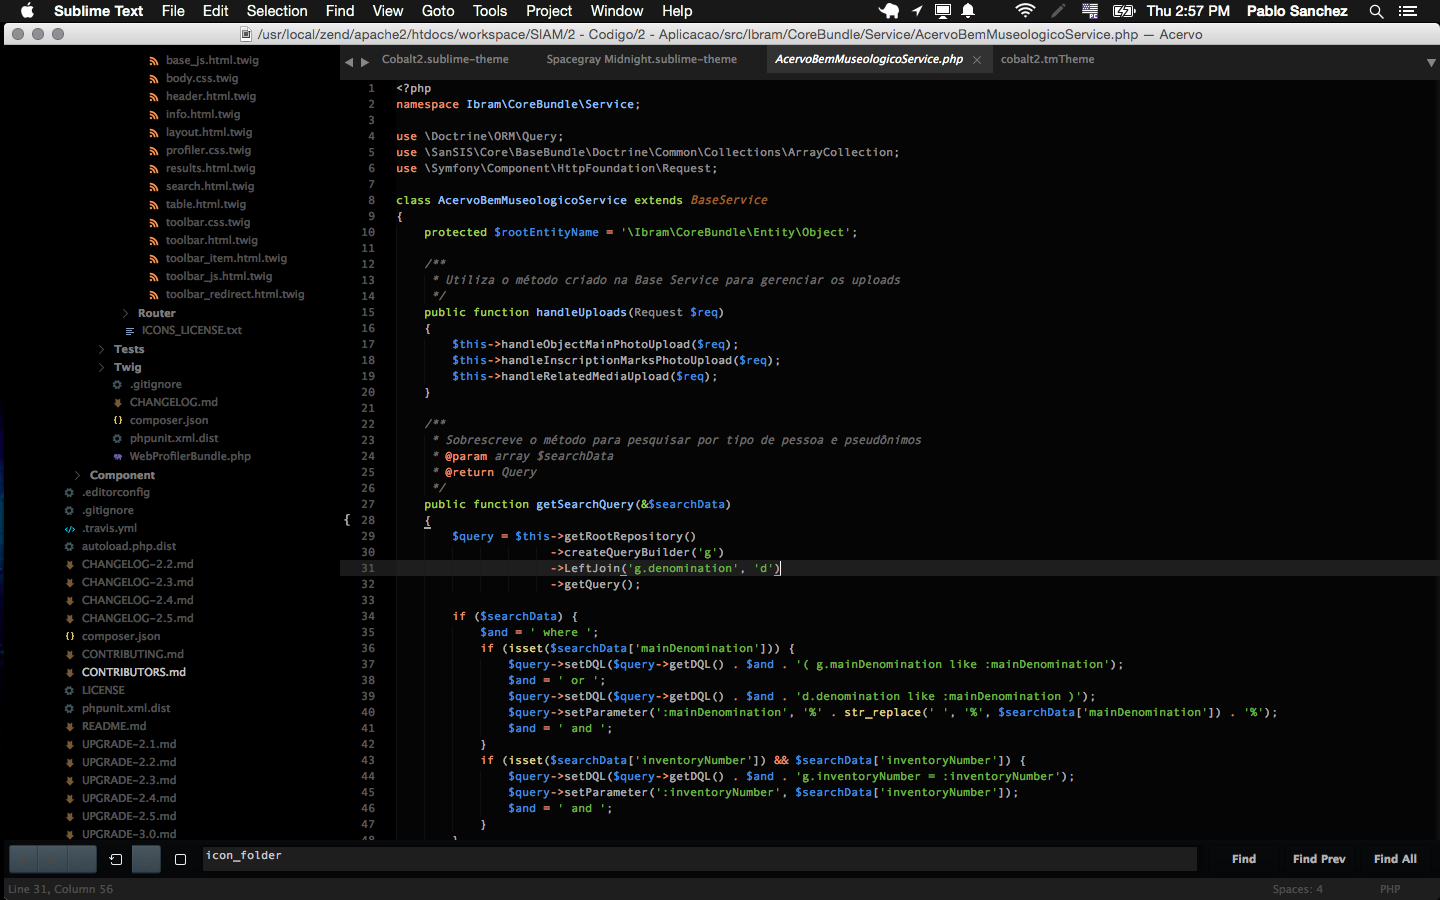 Sublime Text File Edit Selection Find View Goto Tools Project Window Help Thu 2:57 PM Pablo Sanchez
/usr/local/zend/apache2/htdocs/workspace/SIAM/2 - Codigo/2 - Aplicacao/src/Ibram/CoreBundle/Service/AcervoBemMuseologicoService.php — Acervo
base_js.html.twig
body.css.twig
header.html.twig
info.html.twig
layout.html.twig
profiler.css.twig
results.html.twig
search.html.twig
table.html.twig
toolbar.css.twig
toolbar.html.twig
toolbar_item.html.twig
toolbar_js.html.twig
toolbar_redirect.html.twig
Router
ICONS_LICENSE.txt
Tests
Twig
.gitignore
CHANGELOG.md
composer.json
phpunit.xml.dist
WebProfilerBundle.php
Component
.editorconfig
.gitignore
.travis.yml
autoload.php.dist
CHANGELOG-2.2.md
CHANGELOG-2.3.md
CHANGELOG-2.4.md
CHANGELOG-2.5.md
composer.json
CONTRIBUTING.md
CONTRIBUTORS.md
LICENSE
phpunit.xml.dist
README.md
UPGRADE-2.1.md
UPGRADE-2.2.md
UPGRADE-2.3.md
UPGRADE-2.4.md
UPGRADE-2.5.md
UPGRADE-3.0.md
Cobalt2.sublime-theme Spacegray Midnight.sublime-theme AcervoBemMuseologicoService.php cobalt2.tmTheme
1 <?php
2 namespace Ibram\CoreBundle\Service;
3
4 use \Doctrine\ORM\Query;
5 use \SanSIS\Core\BaseBundle\Doctrine\Common\Collections\ArrayCollection;
6 use \Symfony\Component\HttpFoundation\Request;
7
8 class AcervoBemMuseologicoService extends BaseService
9 {
10 protected $rootEntityName = '\Ibram\CoreBundle\Entity\Object';
11
12 /**
13 * Utiliza o método criado na Base Service para gerenciar os uploads
14 */
15 public function handleUploads(Request $req)
16 {
17 $this->handleObjectMainPhotoUpload($req);
18 $this->handleInscriptionMarksPhotoUpload($req);
19 $this->handleRelatedMediaUpload($req);
20 }
21
22 /**
23 * Sobrescreve o método para pesquisar por tipo de pessoa e pseudônimos
24 * @param array $searchData
25 * @return Query
26 */
27 public function getSearchQuery(&$searchData)
{ 28 {
29 $query = $this->getRootRepository()
30 ->createQueryBuilder('g')
31 ->LeftJoin('g.denomination', 'd')
32 ->getQuery();
33
34 if ($searchData) {
35 $and = ' where ';
36 if (isset($searchData['mainDenomination'])) {
37 $query->setDQL($query->getDQL() . $and . '( g.mainDenomination like :mainDenomination');
38 $and = ' or ';
39 $query->setDQL($query->getDQL() . $and . 'd.denomination like :mainDenomination )');
40 $query->setParameter(':mainDenomination', '%' . str_replace(' ', '%', $searchData['mainDenomination']) . '%');
41 $and = ' and ';
42 }
43 if (isset($searchData['inventoryNumber']) && $searchData['inventoryNumber']) {
44 $query->setDQL($query->getDQL() . $and . 'g.inventoryNumber = :inventoryNumber');
45 $query->setParameter(':inventoryNumber', $searchData['inventoryNumber']);
46 $and = ' and ';
47 }
48 }
icon_folder Find Find Prev Find All
Line 31, Column 56 Spaces: 4 PHP